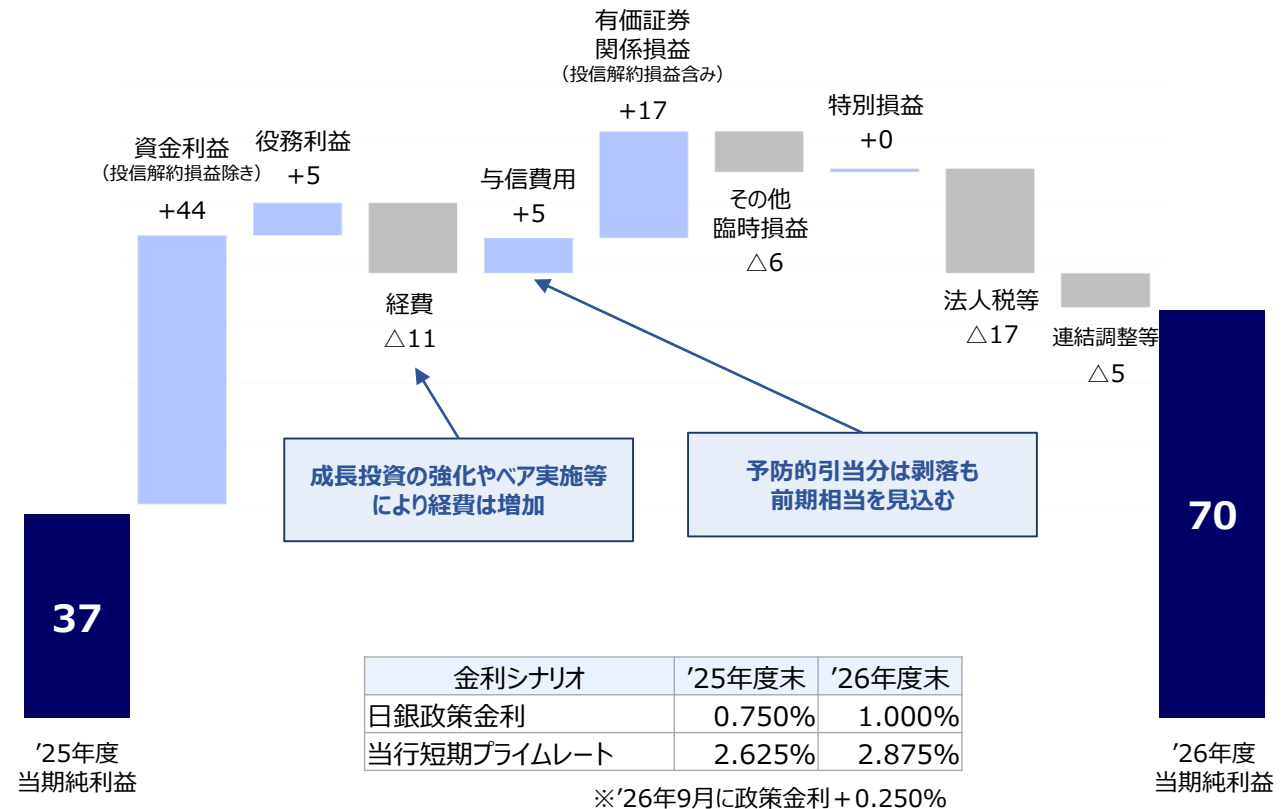 有価証券
関係損益
（投信解約損益含み）
+17
特別損益
+0
資金利益
（投信解約損益除き）
+44
役務利益
+5
与信費用
+5
その他
臨時損益
△6
経費
△11
法人税等
△17
連結調整等
△5
成長投資の強化やベア実施等
により経費は増加
予防的引当分は剥落も
前期相当を見込む
37
70
金利シナリオ ’25年度末 ’26年度末
日銀政策金利 0.750% 1.000%
当行短期プライムレート 2.625% 2.875%
※’26年9月に政策金利＋0.250%
’25年度
当期純利益
’26年度
当期純利益